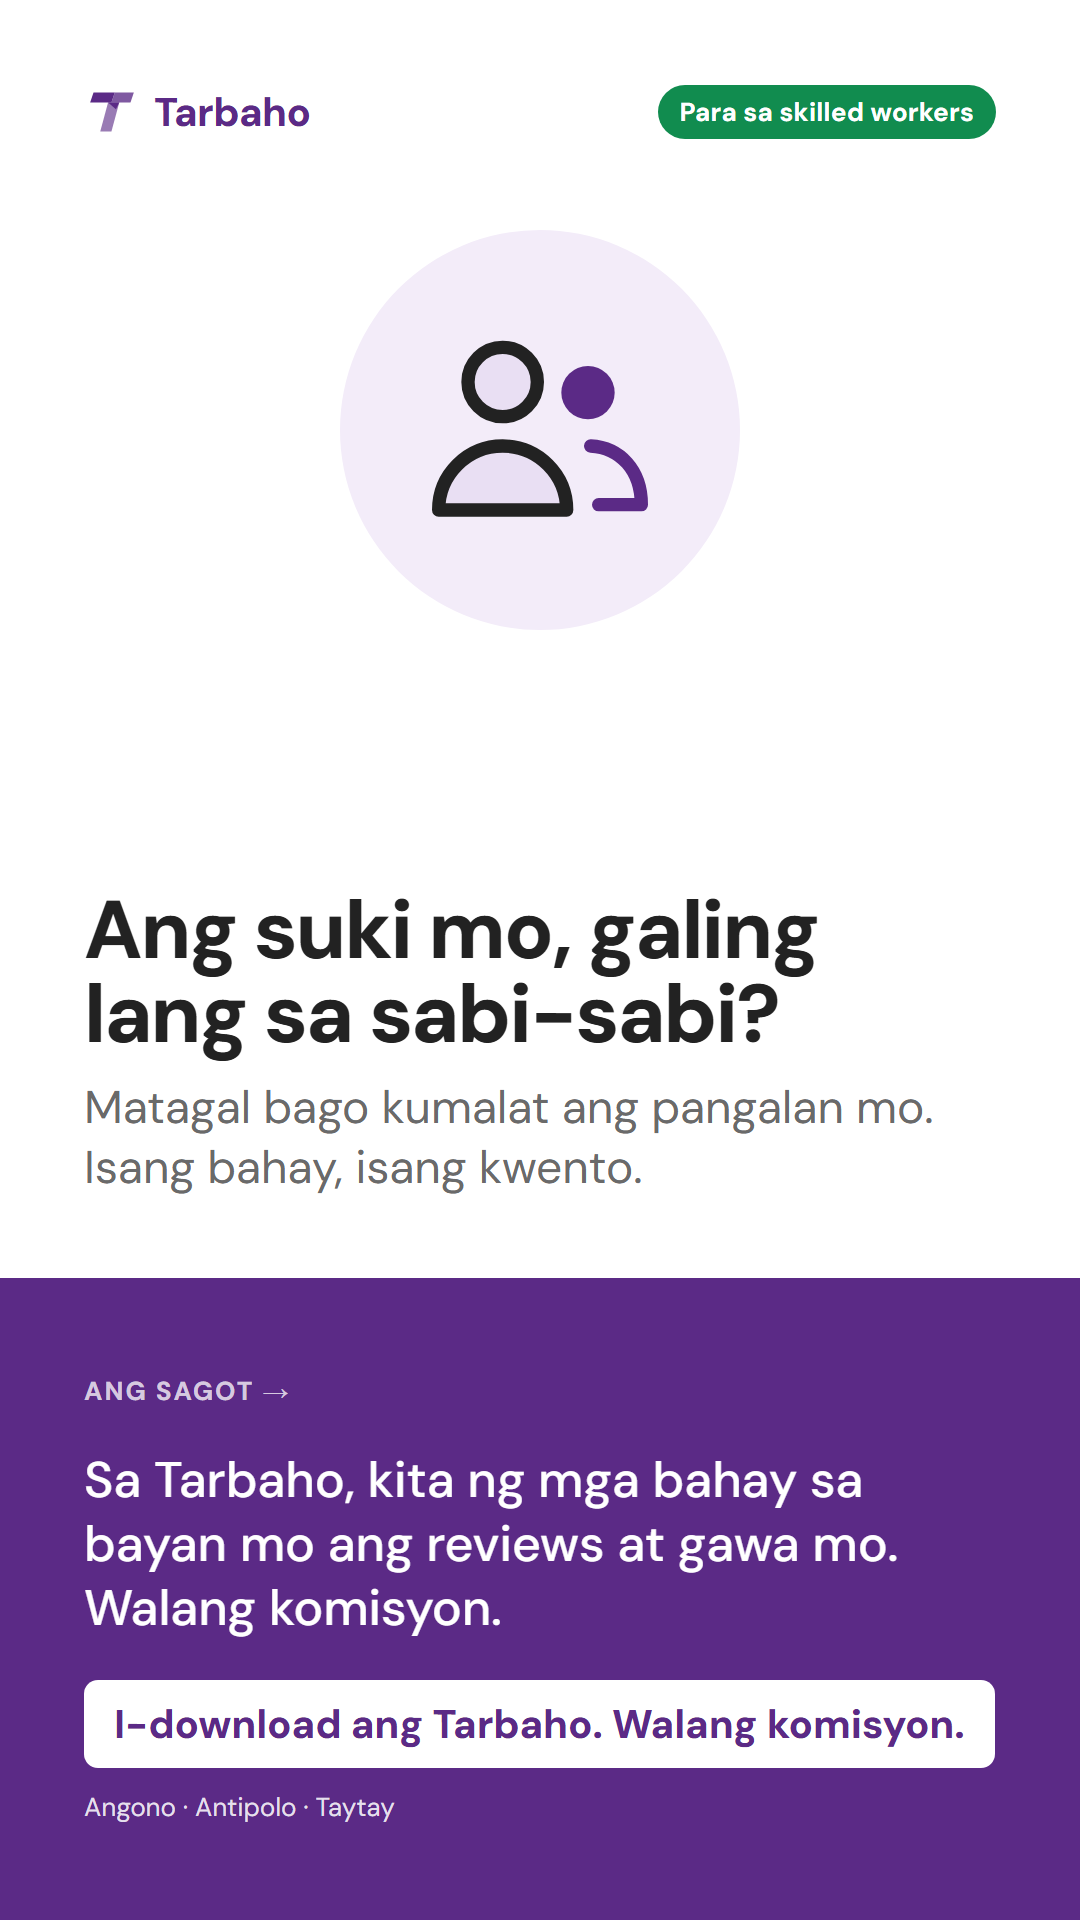 Tarbaho
Para sa skilled workers
Ang suki mo, galing
lang sa sabi-sabi?
Matagal bago kumalat ang pangalan mo.
Isang bahay, isang kwento.
ANG SAGOT →
Sa Tarbaho, kita ng mga bahay sa
bayan mo ang reviews at gawa mo.
Walang komisyon.
I-download ang Tarbaho. Walang komisyon.
Angono · Antipolo · Taytay